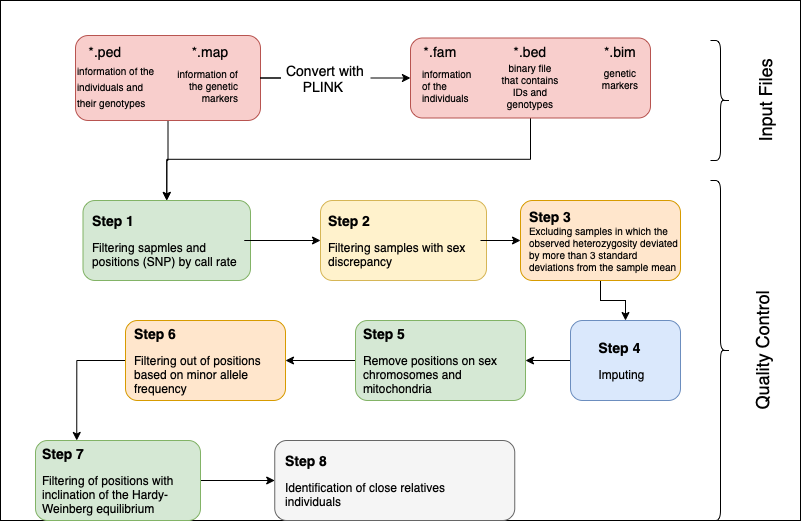 *.ped
*.map
information of the
individuals and
their genotypes
information of
the genetic
markers
Convert with
PLINK
*.fam
*.bed
*.bim
information
of the
individuals
binary file
that contains
IDs and
genotypes
genetic
markers
Input Files
Step 1
Filtering sapmles and
positions (SNP) by call rate
Step 2
Filtering samples with sex
discrepancy
Step 3
Excluding samples in which the
observed heterozygosity deviated
by more than 3 standard
deviations from the sample mean
Step 6
Filtering out of positions
based on minor allele
frequency
Step 5
Remove positions on sex
chromosomes and
mitochondria
Step 4
Imputing
Quality Control
Step 7
Filtering of positions with
inclination of the Hardy-
Weinberg equilibrium
Step 8
Identification of close relatives
individuals